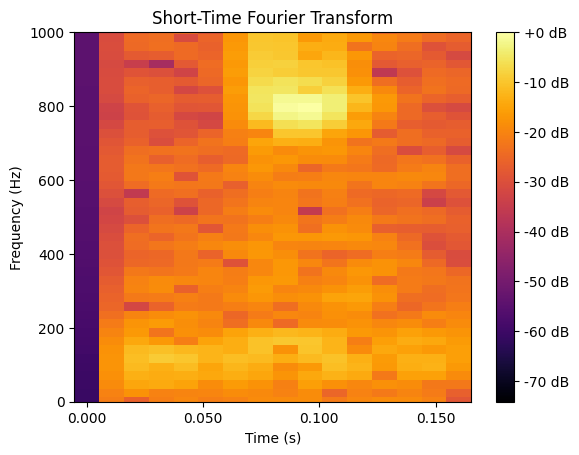 Short-Time Fourier Transform
1000
800
600
400
200
0
Frequency (Hz)
0.000
0.050
0.100
0.150
Time (s)
+0 dB
-10 dB
-20 dB
-30 dB
-40 dB
-50 dB
-60 dB
-70 dB